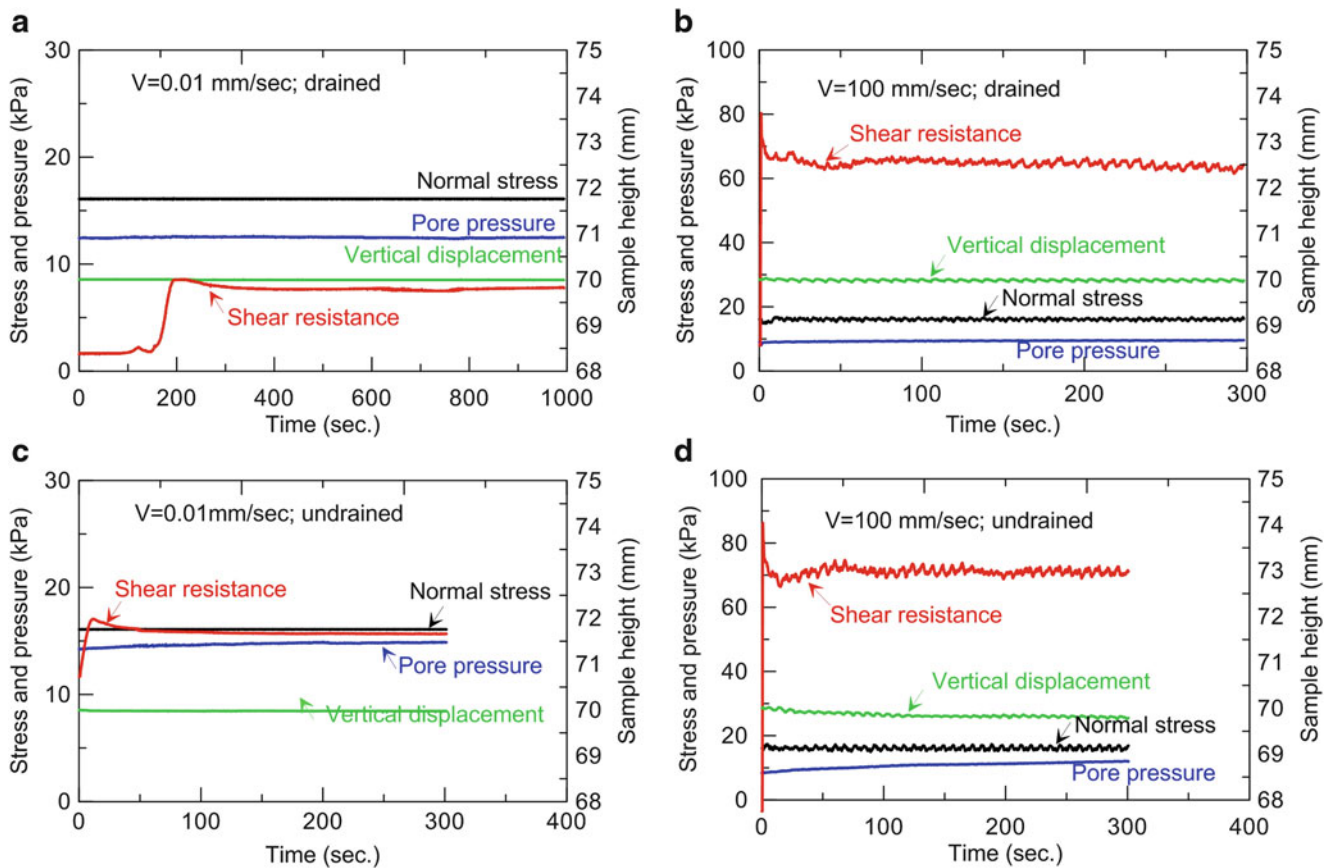 a
30
20
10
0
Stress and pressure (kPa)
V=0.01 mm/sec; drained
Normal stress
Pore pressure
Vertical displacement
Shear resistance
75
74
73
72
71
70
69
68
Sample height (mm)
0 200 400 600 800 1000
Time (sec.)
b
100
80
60
40
20
0
Stress and pressure (kPa)
V=100 mm/sec; drained
Shear resistance
Vertical displacement
Normal stress
Pore pressure
75
74
73
72
71
70
69
68
Sample height (mm)
0 100 200 300
Time (sec.)
c
30
20
10
0
Stress and pressure (kPa)
V=0.01mm/sec; undrained
Shear resistance
Normal stress
Pore pressure
Vertical displacement
75
74
73
72
71
70
69
68
Sample height (mm)
0 100 200 300 400
Time (sec.)
d
100
80
60
40
20
0
Stress and pressure (kPa)
V=100 mm/sec; undrained
Shear resistance
Vertical displacement
Normal stress
Pore pressure
75
74
73
72
71
70
69
68
Sample height (mm)
0 100 200 300 400
Time (sec.)